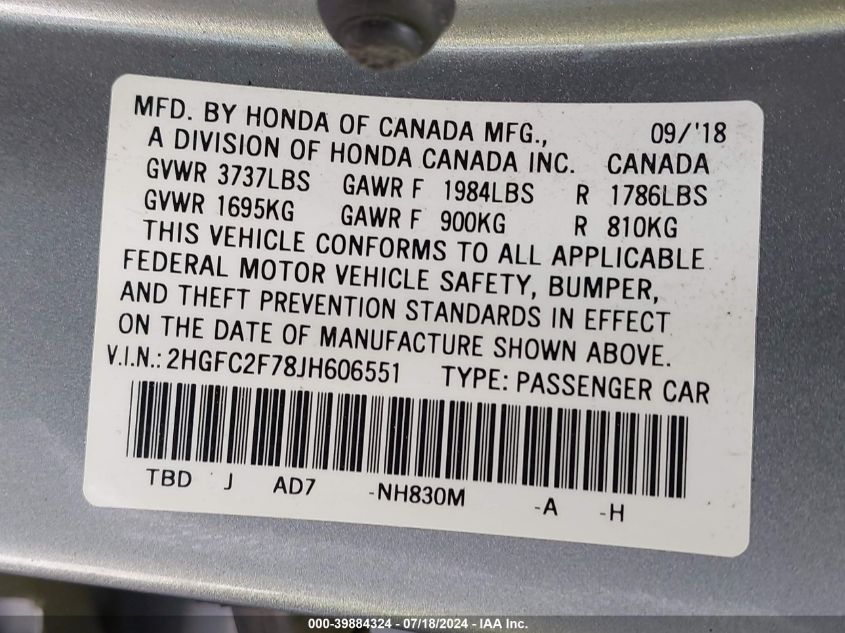 MFD. BY HONDA OF CANADA MFG., 09/'18
A DIVISION OF HONDA CANADA INC. CANADA
GVWR 3737LBS GAWR F 1984LBS R 1786LBS
GVWR 1695KG GAWR F 900KG R 810KG
THIS VEHICLE CONFORMS TO ALL APPLICABLE
FEDERAL MOTOR VEHICLE SAFETY, BUMPER,
AND THEFT PREVENTION STANDARDS IN EFFECT
ON THE DATE OF MANUFACTURE SHOWN ABOVE.
V.I.N.: 2HGFC2F78JH606551 TYPE: PASSENGER CAR
TBD J AD7 -NH830M -A -H
000-39884324 - 07/18/2024 - IAA Inc.